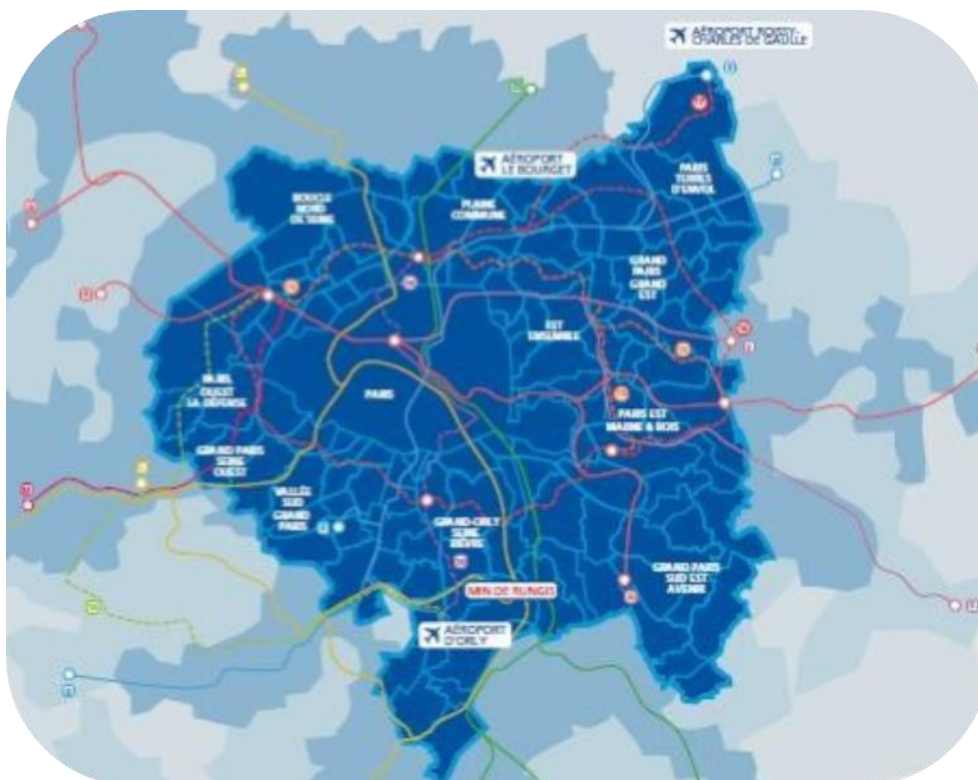 AÉROPORT ROISSY-
CHARLES DE GAULLE
AÉROPORT
LE BOURGET
PARIS
TERRES
D'ENVOL
BOUCLE
NORD
DE SEINE
PLAINE
COMMUNE
GRAND
PARIS
GRAND
EST
EST
ENSEMBLE
PARIS
OUEST
LA DÉFENSE
PARIS
PARIS EST
MARNE & BOIS
GRAND PARIS
SEINE
OUEST
VALLÉE
SUD
GRAND
PARIS
GRAND-ORLY
SEINE
BIÈVRE
GRAND PARIS
SUD EST
AVENIR
MIN DE RUNGIS
AÉROPORT
D'ORLY